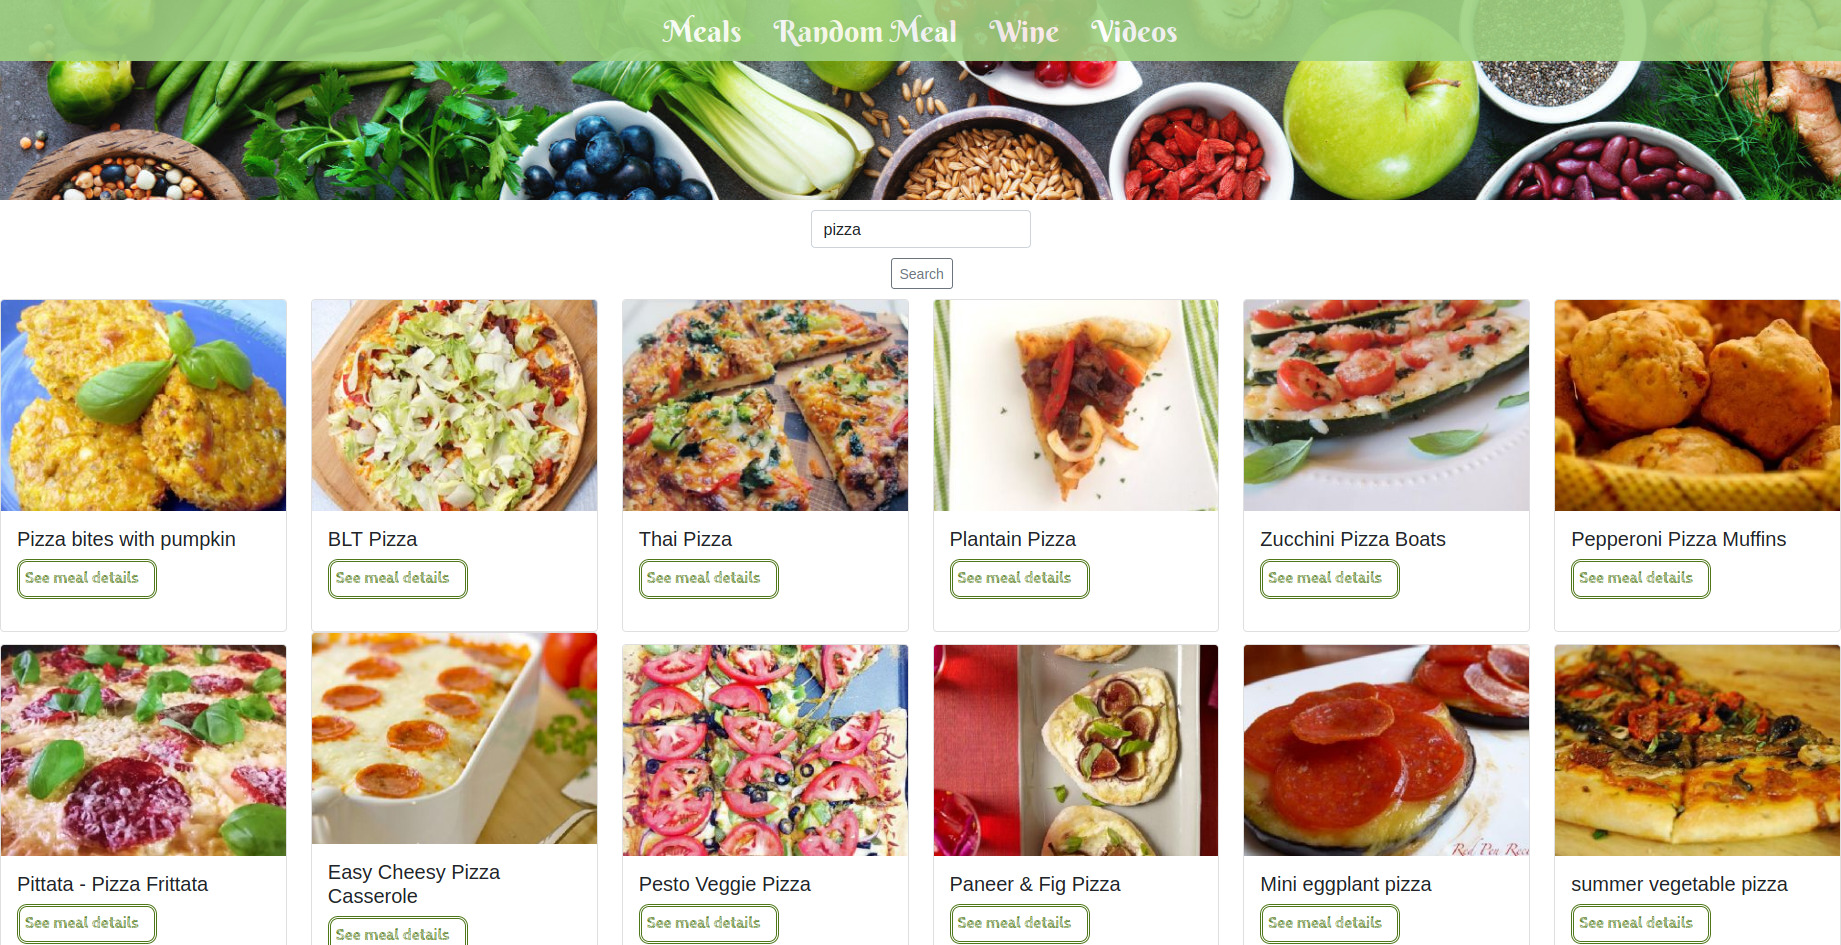 Meals Random Meal Wine Videos
pizza
Search
Pizza bites with pumpkin
See meal details
BLT Pizza
See meal details
Thai Pizza
See meal details
Plantain Pizza
See meal details
Zucchini Pizza Boats
See meal details
Pepperoni Pizza Muffins
See meal details
Pittata - Pizza Frittata
See meal details
Easy Cheesy Pizza
Casserole
See meal details
Pesto Veggie Pizza
See meal details
Paneer & Fig Pizza
See meal details
Red Pen
Mini eggplant pizza
See meal details
summer vegetable pizza
See meal details